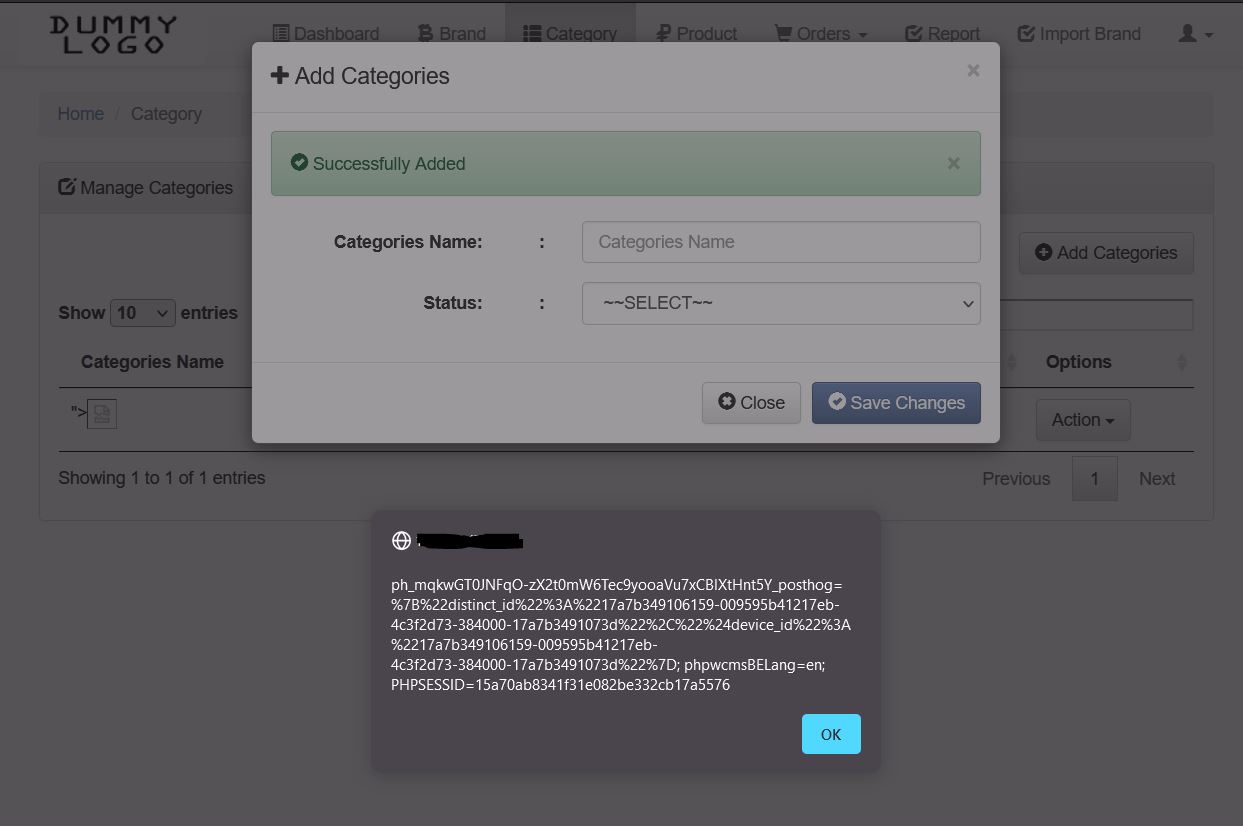 DUMMY
LOGO
Dashboard
Brand
Category
Product
Orders
Report
Import Brand
Add Categories
×
Home / Category
Successfully Added
×
Manage Categories
Categories Name: : Categories Name
Add Categories
Status: : ~~SELECT~~
Show 10 entries
Categories Name
Options
">
Close
Save Changes
Action
Showing 1 to 1 of 1 entries
Previous 1 Next
ph_mqkwGT0JNFqO-zX2t0mW6Tec9yooaVu7xCBIXtHnt5Y_posthog=
%7B%22distinct_id%22%3A%2217a7b349106159-009595b41217eb-
4c3f2d73-384000-17a7b3491073d%22%2C%22%24device_id%22%3A
%2217a7b349106159-009595b41217eb-
4c3f2d73-384000-17a7b3491073d%22%7D; phpwcmsBELang=en;
PHPSESSID=15a70ab8341f31e082be332cb17a5576
OK